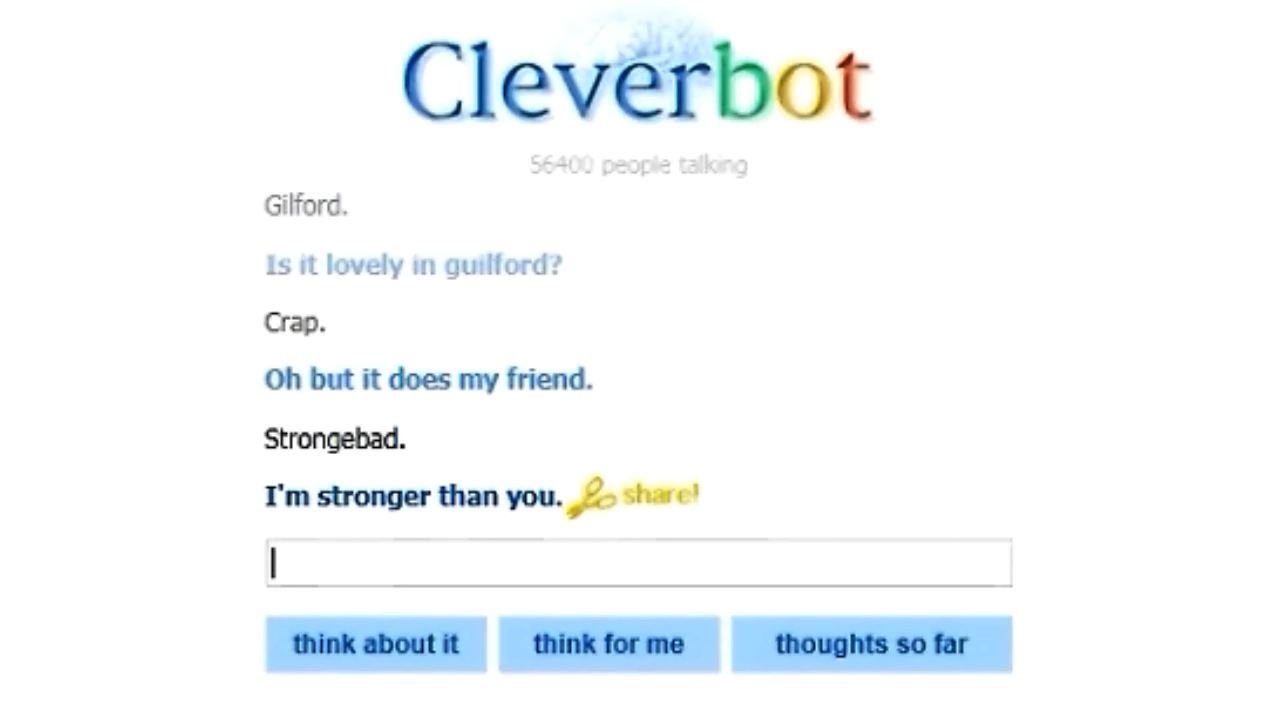 Cleverbot
56400 people talking
Gilford.
Is it lovely in guilford?
Crap.
Oh but it does my friend.
Strongebad.
I'm stronger than you. share!
think about it think for me thoughts so far